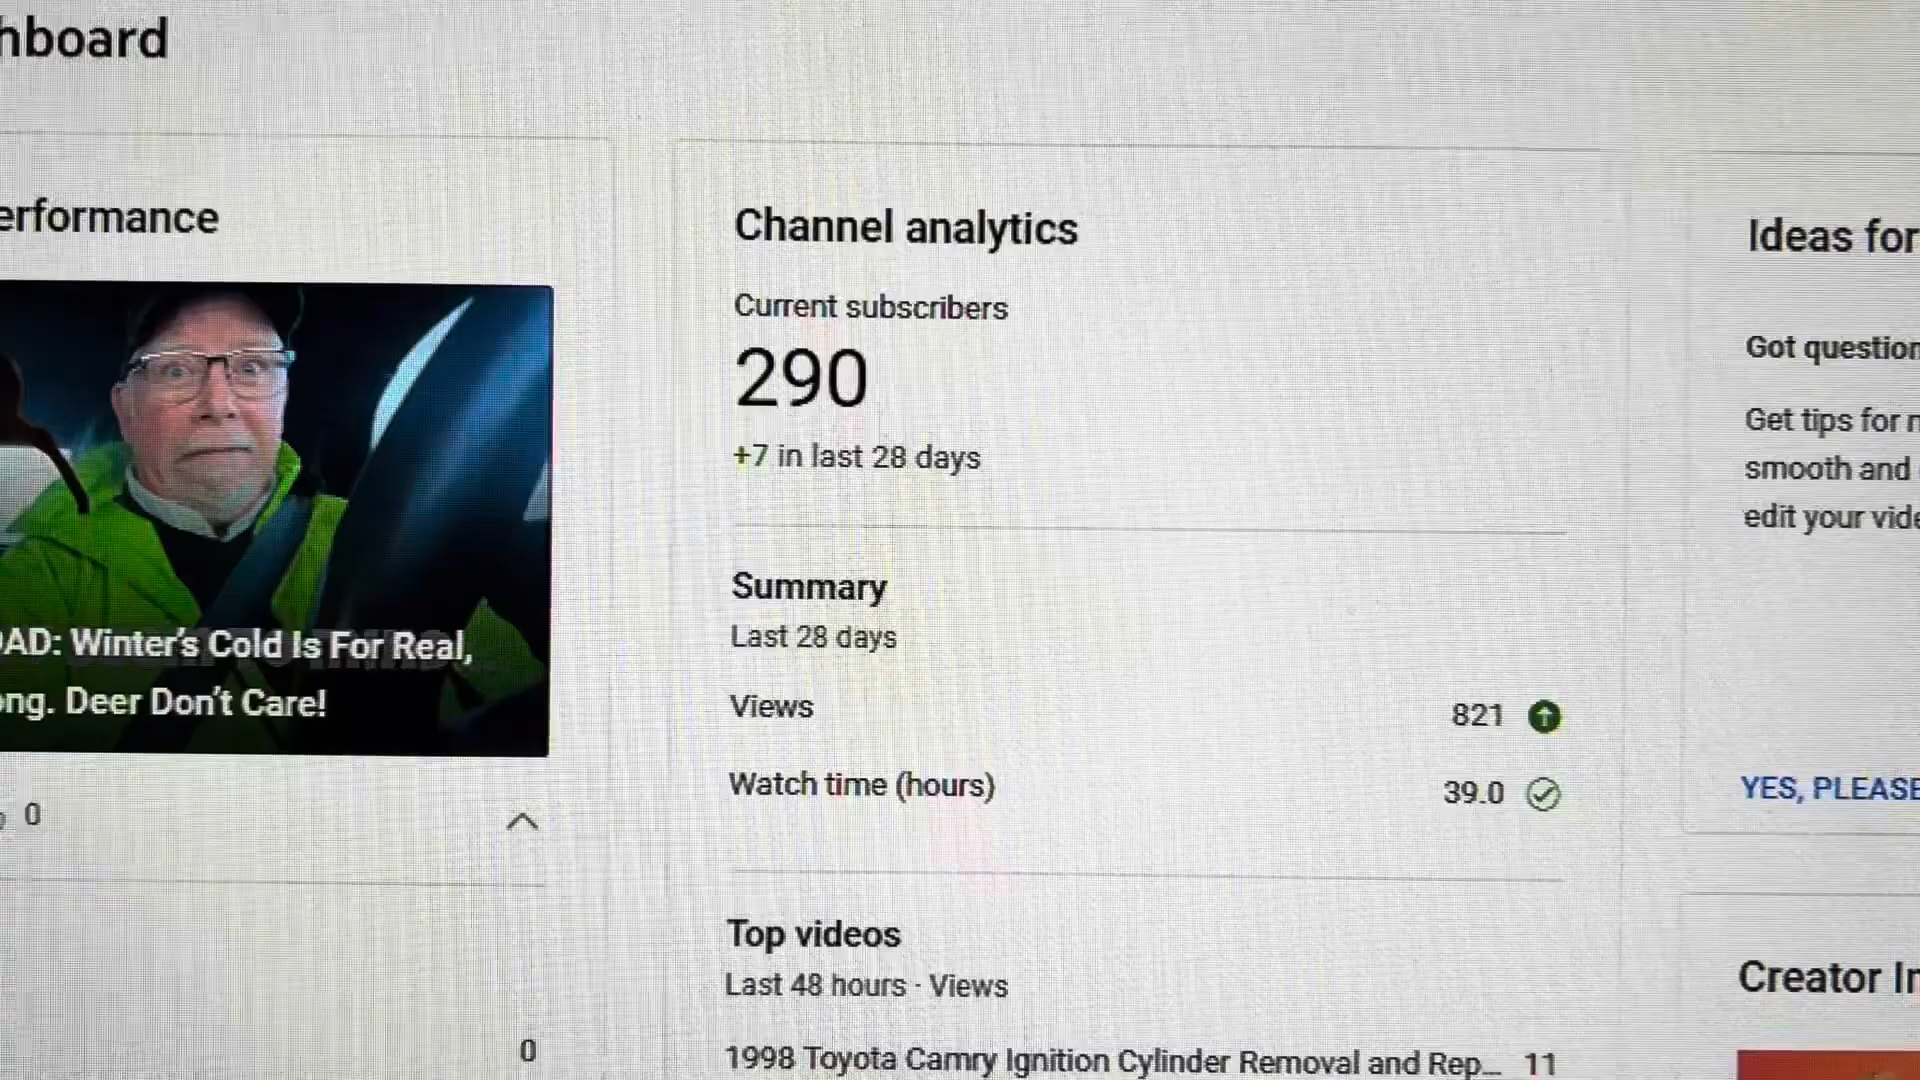 hboard
erformance
AD: Winter's Cold Is For Real,
ong. Deer Don't Care!
0
0
Channel analytics
Current subscribers
290
+7 in last 28 days
Summary
Last 28 days
Views 821
Watch time (hours) 39.0
Top videos
Last 48 hours · Views
1998 Toyota Camry Ignition Cylinder Removal and Rep... 11
Ideas for
Got question
Get tips for
smooth and
edit your vide
YES, PLEASE
Creator In